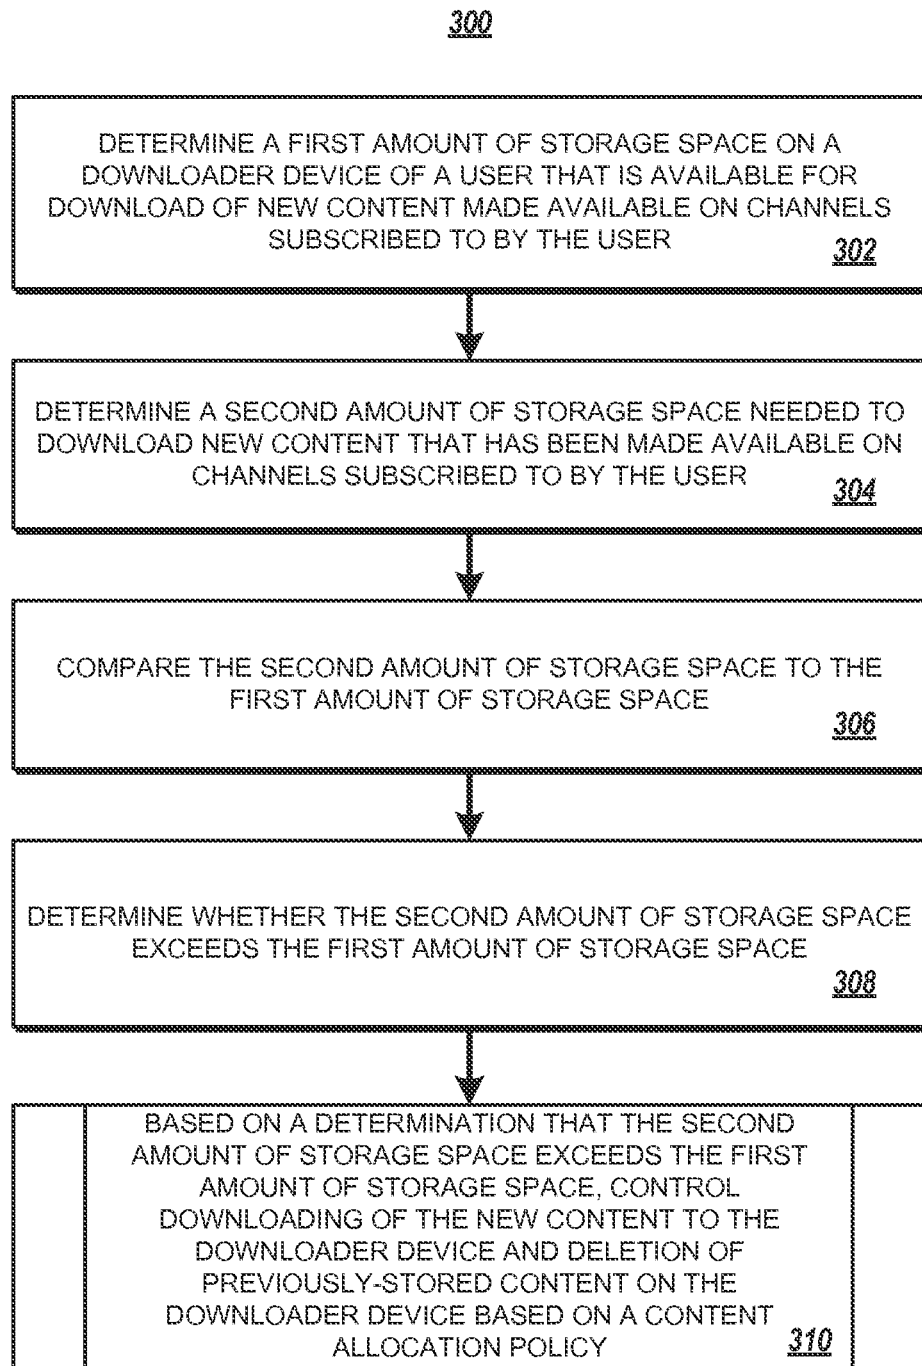 300
DETERMINE A FIRST AMOUNT OF STORAGE SPACE ON A
DOWNLOADER DEVICE OF A USER THAT IS AVAILABLE FOR
DOWNLOAD OF NEW CONTENT MADE AVAILABLE ON CHANNELS
SUBSCRIBED TO BY THE USER
302
DETERMINE A SECOND AMOUNT OF STORAGE SPACE NEEDED TO
DOWNLOAD NEW CONTENT THAT HAS BEEN MADE AVAILABLE ON
CHANNELS SUBSCRIBED TO BY THE USER
304
COMPARE THE SECOND AMOUNT OF STORAGE SPACE TO THE
FIRST AMOUNT OF STORAGE SPACE
306
DETERMINE WHETHER THE SECOND AMOUNT OF STORAGE SPACE
EXCEEDS THE FIRST AMOUNT OF STORAGE SPACE
308
BASED ON A DETERMINATION THAT THE SECOND
AMOUNT OF STORAGE SPACE EXCEEDS THE FIRST
AMOUNT OF STORAGE SPACE, CONTROL
DOWNLOADING OF THE NEW CONTENT TO THE
DOWNLOADER DEVICE AND DELETION OF
PREVIOUSLY-STORED CONTENT ON THE
DOWNLOADER DEVICE BASED ON A CONTENT
ALLOCATION POLICY
310